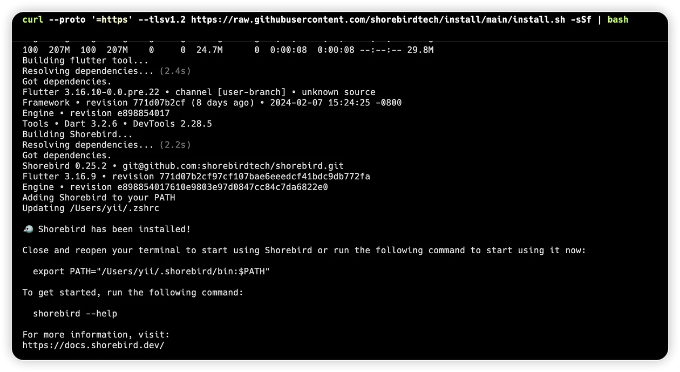 curl --proto '=https' --tlsv1.2 https://raw.githubusercontent.com/shorebirdtech/install/main/install.sh -sSf | bash
100  207M  100  207M    0     0  24.7M      0  0:00:08  0:00:08 --:--:-- 29.8M
Building flutter tool...
Resolving dependencies... (2.4s)
Got dependencies.
Flutter 3.16.10-0.0.pre.22 • channel [user-branch] • unknown source
Framework • revision 771d07b2cf (8 days ago) • 2024-02-07 15:24:25 -0800
Engine • revision e898854017
Tools • Dart 3.2.6 • DevTools 2.28.5
Building Shorebird...
Resolving dependencies... (2.2s)
Got dependencies.
Shorebird 0.25.2 • git@github.com:shorebirdtech/shorebird.git
Flutter 3.16.9 • revision 771d07b2cf97cf107bae6eeedcf41bdc9db772fa
Engine • revision e898854017610e9803e97d0847cc84c7da6822e0
Adding Shorebird to your PATH
Updating /Users/yii/.zshrc
Shorebird has been installed!
Close and reopen your terminal to start using Shorebird or run the following command to start using it now:
export PATH="/Users/yii/.shorebird/bin:$PATH"
To get started, run the following command:
shorebird --help
For more information, visit:
https://docs.shorebird.dev/